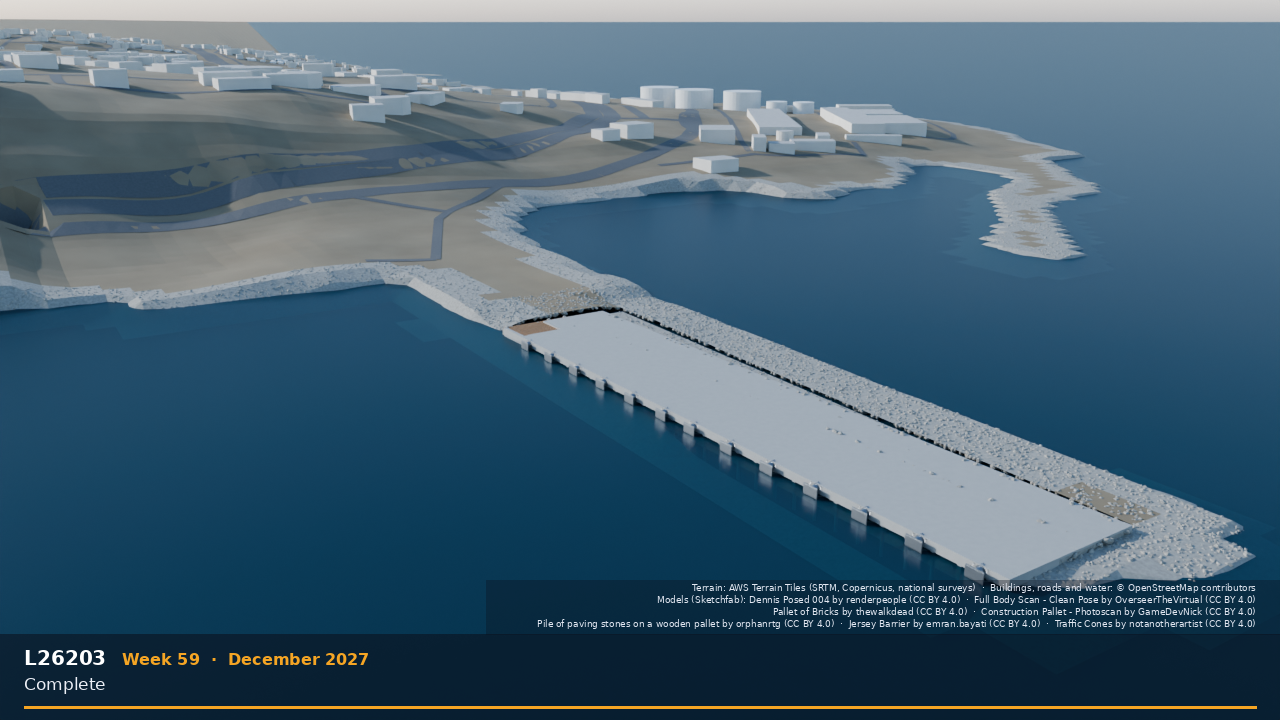 Terrain: AWS Terrain Tiles (SRTM, Copernicus, national surveys)  ·  Buildings, roads and water: © OpenStreetMap contributors
Models (Sketchfab): Dennis Posed 004 by renderpeople (CC BY 4.0)  ·  Full Body Scan - Clean Pose by OverseerTheVirtual (CC BY 4.0)
Pallet of Bricks by thewalkdead (CC BY 4.0)  ·  Construction Pallet - Photoscan by GameDevNick (CC BY 4.0)
Pile of paving stones on a wooden pallet by orphanrtg (CC BY 4.0)  ·  Jersey Barrier by emran.bayati (CC BY 4.0)  ·  Traffic Cones by notanotherartist (CC BY 4.0)
L26203 Week 59  ·  December 2027
Complete